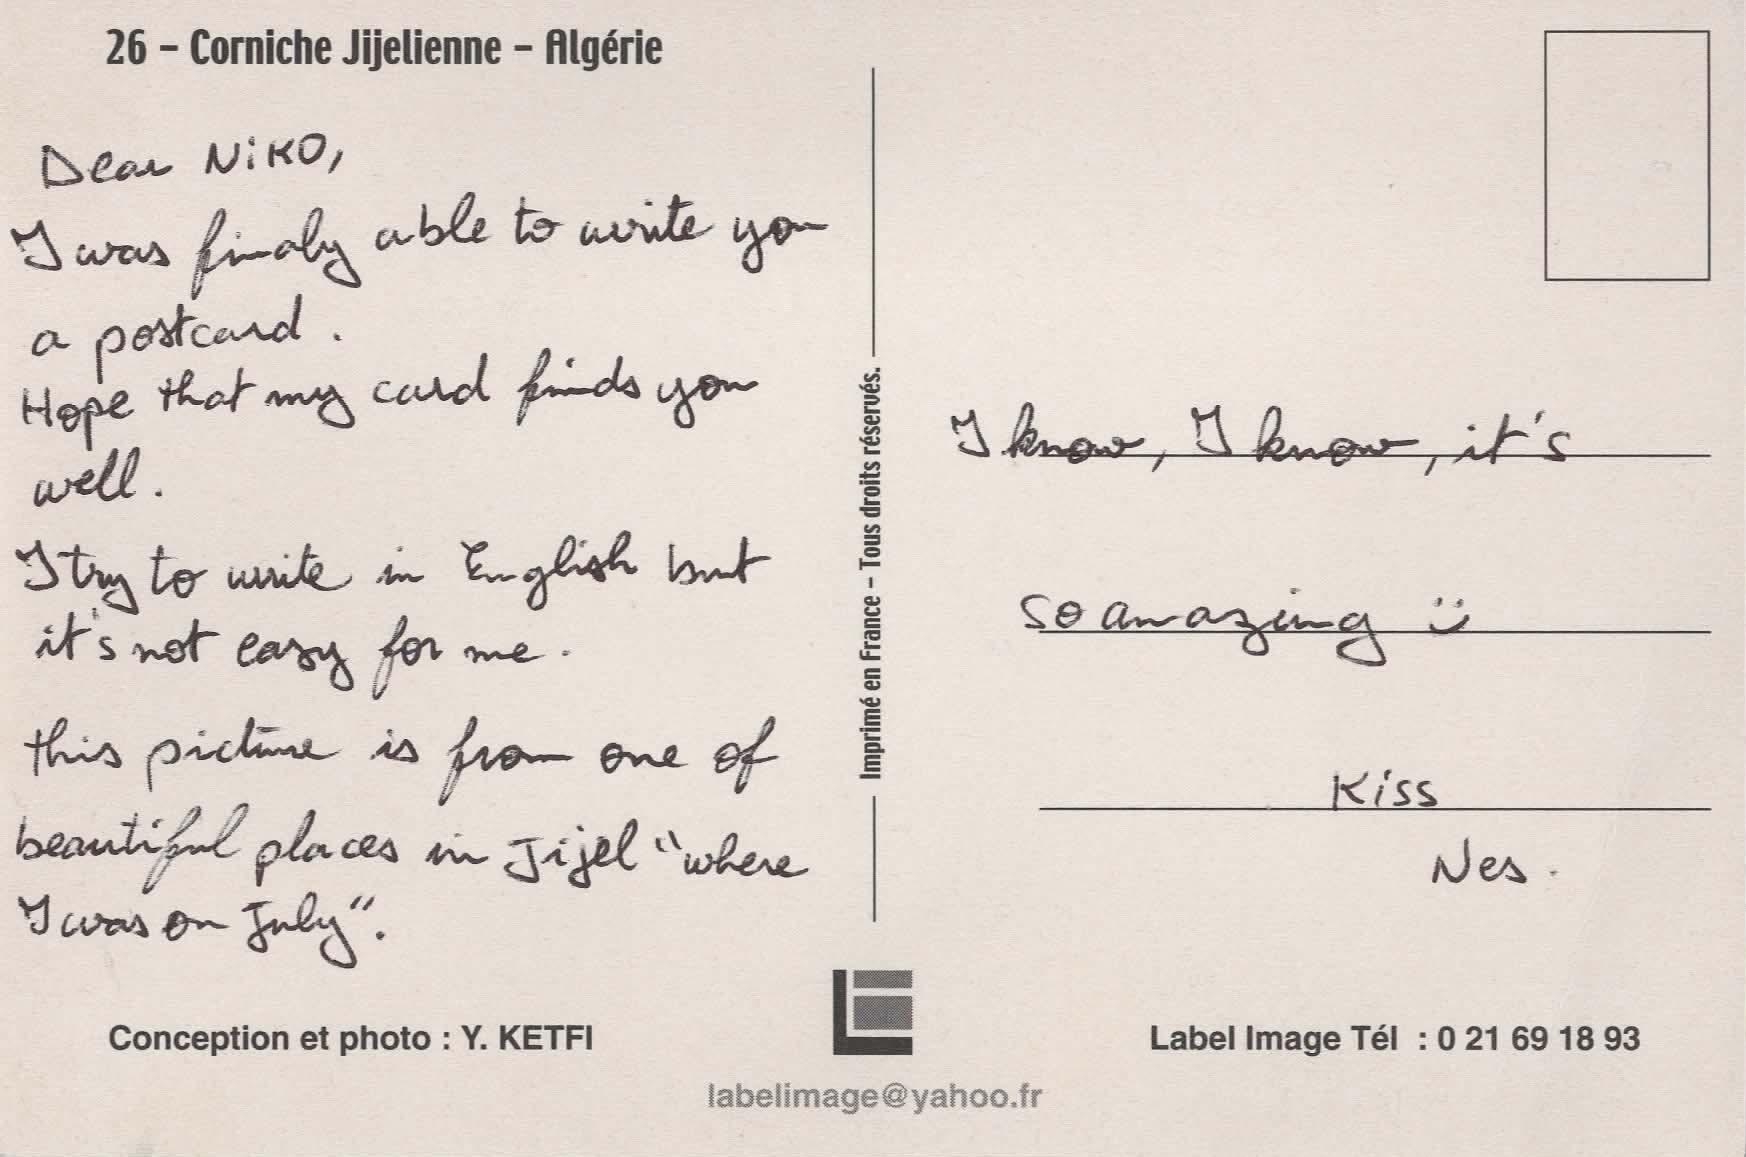 26 – Corniche Jijelienne – Algérie
Dear NiKO,
I was finaly able to write you
a postcard.
Hope that my card finds you
well.
I try to write in English but
it's not easy for me.
this picture is from one of
beautiful places in Jijel "where
I was on July".
Conception et photo : Y. KETFI
Imprimé en France – Tous droits réservés.
labelimage@yahoo.fr
I know, I know, it's
so amazing :)
Kiss
Nes.
Label Image Tél : 0 21 69 18 93